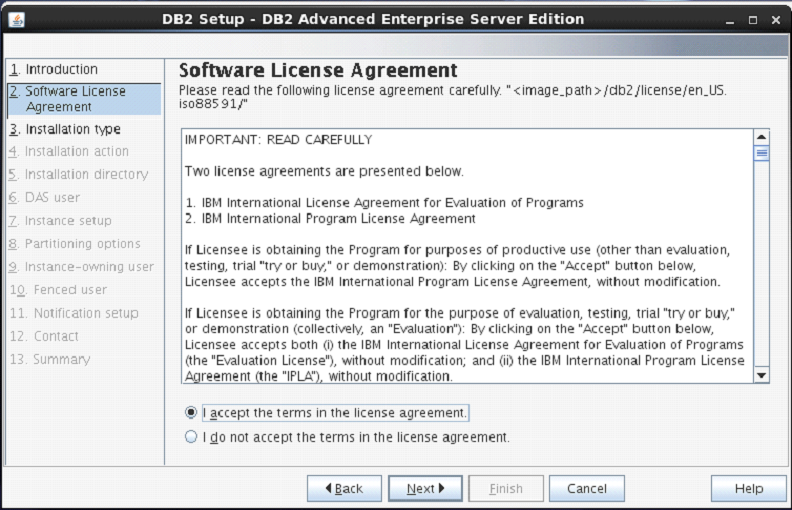 DB2 Setup - DB2 Advanced Enterprise Server Edition
1. Introduction
2. Software License
Agreement
3. Installation type
4. Installation action
5. Installation directory
6. DAS user
7. Instance setup
8. Partitioning options
9. Instance-owning user
10. Fenced user
11. Notification setup
12. Contact
13. Summary
Software License Agreement
Please read the following license agreement carefully. "<image_path>/db2/license/en_US.
iso88591/"
IMPORTANT: READ CAREFULLY
Two license agreements are presented below.
1. IBM International License Agreement for Evaluation of Programs
2. IBM International Program License Agreement
If Licensee is obtaining the Program for purposes of productive use (other than evaluation,
testing, trial "try or buy," or demonstration): By clicking on the "Accept" button below,
Licensee accepts the IBM International Program License Agreement, without modification.
If Licensee is obtaining the Program for the purpose of evaluation, testing, trial "try or buy,"
or demonstration (collectively, an "Evaluation"): By clicking on the "Accept" button below,
Licensee accepts both (i) the IBM International License Agreement for Evaluation of Programs
(the "Evaluation License"), without modification; and (ii) the IBM International Program License
Agreement (the "IPLA"), without modification.
I accept the terms in the license agreement.
I do not accept the terms in the license agreement.
Back
Next
Finish
Cancel
Help